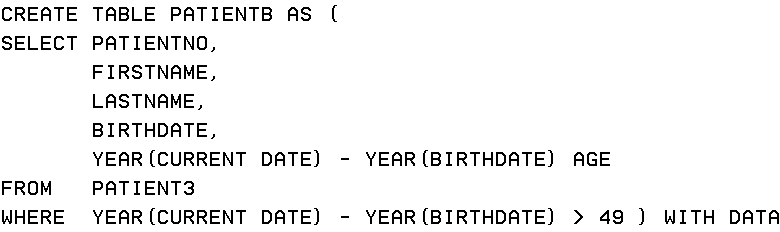 CREATE TABLE PATIENTB AS (
SELECT PATIENTNO,
       FIRSTNAME,
       LASTNAME,
       BIRTHDATE,
       YEAR(CURRENT DATE) - YEAR(BIRTHDATE) AGE
FROM   PATIENT3
WHERE  YEAR(CURRENT DATE) - YEAR(BIRTHDATE) > 49 ) WITH DATA